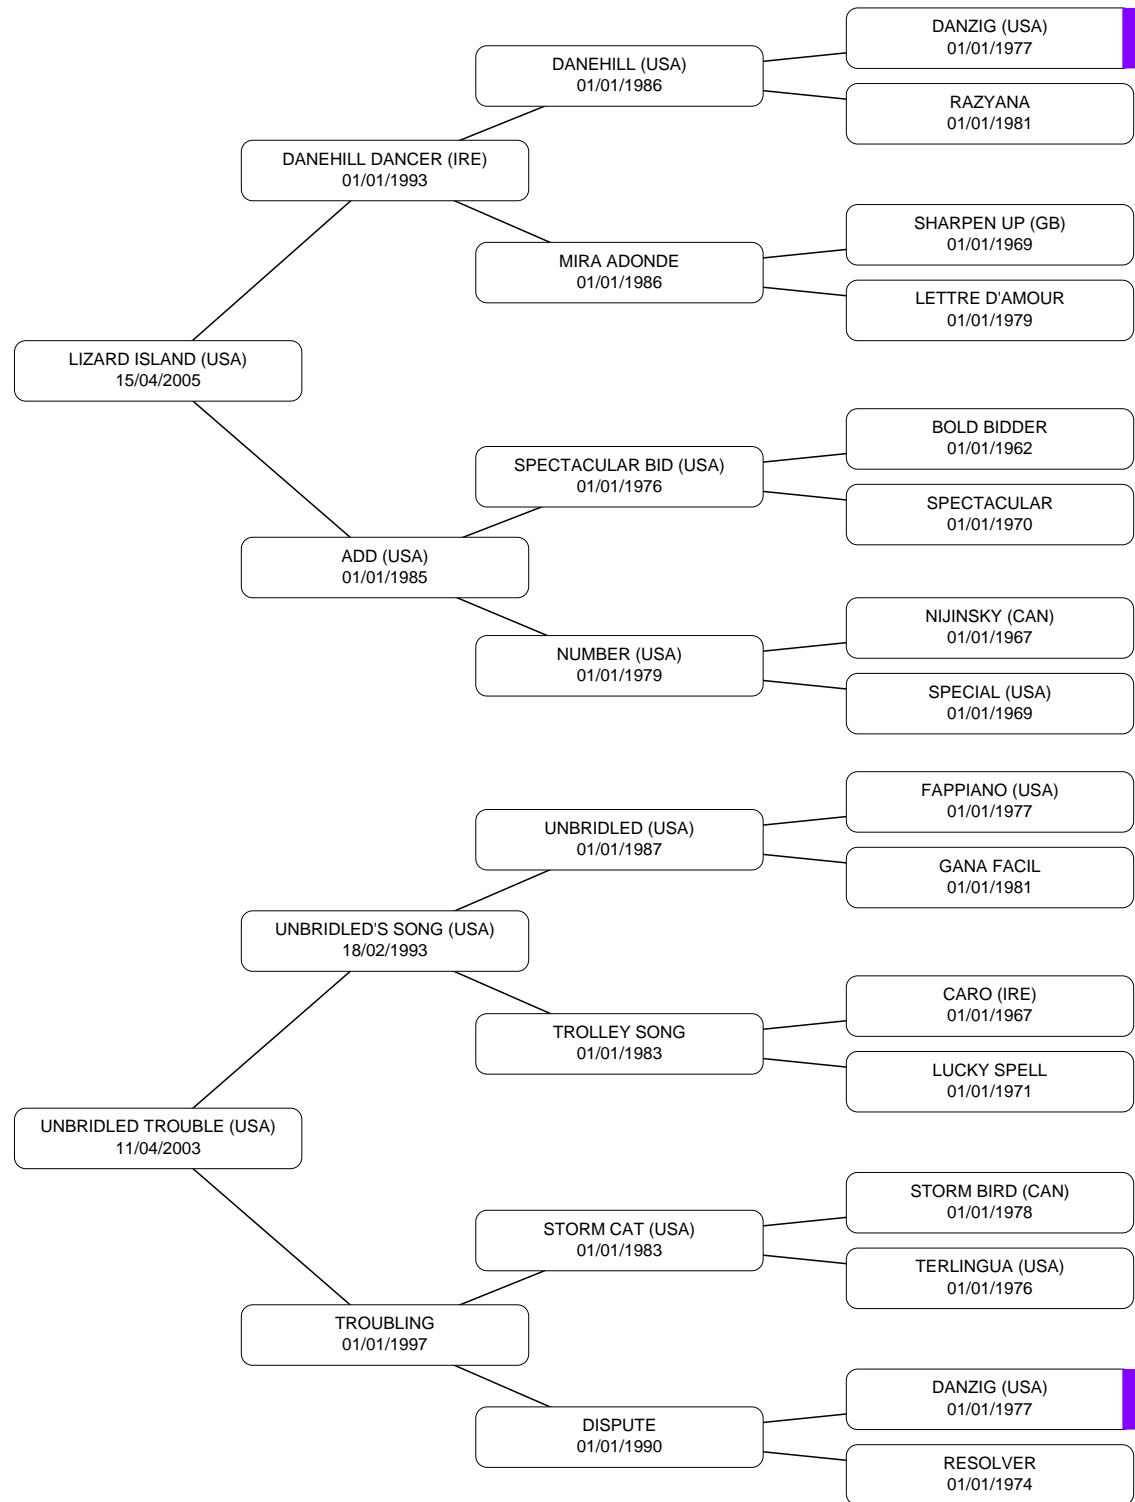 DANZIG (USA)
01/01/1977
DANEHILL (USA)
01/01/1986
RAZYANA
01/01/1981
DANEHILL DANCER (IRE)
01/01/1993
SHARPEN UP (GB)
01/01/1969
MIRA ADONDE
01/01/1986
LETTRE D'AMOUR
01/01/1979
LIZARD ISLAND (USA)
15/04/2005
BOLD BIDDER
01/01/1962
SPECTACULAR BID (USA)
01/01/1976
SPECTACULAR
01/01/1970
ADD (USA)
01/01/1985
NIJINSKY (CAN)
01/01/1967
NUMBER (USA)
01/01/1979
SPECIAL (USA)
01/01/1969
FAPPIANO (USA)
01/01/1977
UNBRIDLED (USA)
01/01/1987
GANA FACIL
01/01/1981
UNBRIDLED'S SONG (USA)
18/02/1993
CARO (IRE)
01/01/1967
TROLLEY SONG
01/01/1983
LUCKY SPELL
01/01/1971
UNBRIDLED TROUBLE (USA)
11/04/2003
STORM BIRD (CAN)
01/01/1978
STORM CAT (USA)
01/01/1983
TERLINGUA (USA)
01/01/1976
TROUBLING
01/01/1997
DANZIG (USA)
01/01/1977
DISPUTE
01/01/1990
RESOLVER
01/01/1974